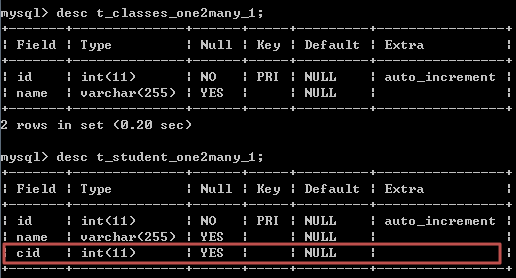 mysql> desc t_classes_one2many_1;
+-------+--------------+------+-----+---------+----------------+
| Field | Type         | Null | Key | Default | Extra          |
+-------+--------------+------+-----+---------+----------------+
| id    | int(11)      | NO   | PRI | NULL    | auto_increment |
| name  | varchar(255) | YES  |     | NULL    |                |
+-------+--------------+------+-----+---------+----------------+
2 rows in set (0.20 sec)
mysql> desc t_student_one2many_1;
+-------+--------------+------+-----+---------+----------------+
| Field | Type         | Null | Key | Default | Extra          |
+-------+--------------+------+-----+---------+----------------+
| id    | int(11)      | NO   | PRI | NULL    | auto_increment |
| name  | varchar(255) | YES  |     | NULL    |                |
| cid   | int(11)      | YES  |     | NULL    |                |
+-------+--------------+------+-----+---------+----------------+